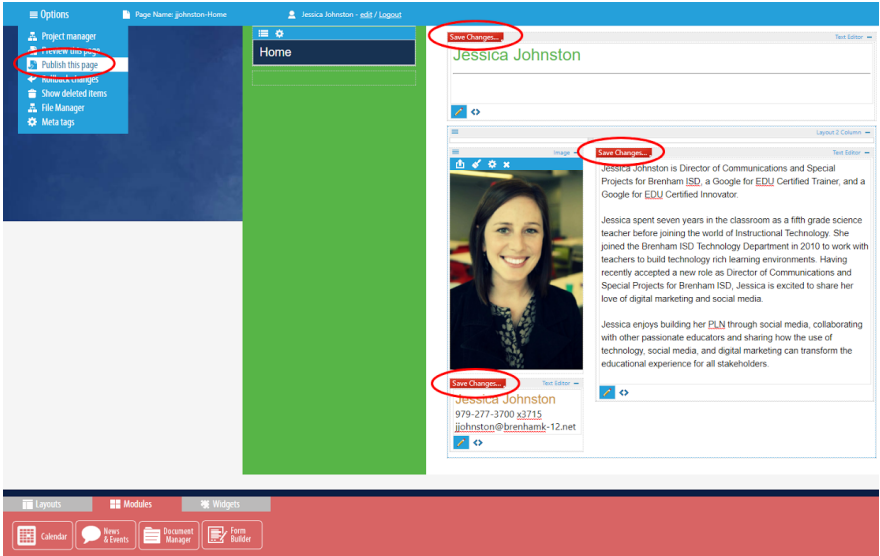 Options
Page Name: jjohnston-Home
Jessica Johnston - edit / Logout
Project manager
Preview this page
Publish this page
Rollback changes
Show deleted items
File Manager
Meta tags
Home
Save Changes...
Text Editor
Jessica Johnston
Layout 2 Column
Image
Save Changes...
Text Editor
Jessica Johnston is Director of Communications and Special
Projects for Brenham ISD, a Google for EDU Certified Trainer, and a
Google for EDU Certified Innovator.
Jessica spent seven years in the classroom as a fifth grade science
teacher before joining the world of Instructional Technology. She
joined the Brenham ISD Technology Department in 2010 to work with
teachers to build technology rich learning environments. Having
recently accepted a new role as Director of Communications and
Special Projects for Brenham ISD, Jessica is excited to share her
love of digital marketing and social media.
Jessica enjoys building her PLN through social media, collaborating
with other passionate educators and sharing how the use of
technology, social media, and digital marketing can transform the
educational experience for all stakeholders.
Save Changes...
Text Editor
Jessica Johnston
979-277-3700 x3715
jjohnston@brenhamk-12.net
Layouts
Modules
Widgets
Calendar
News
& Events
Document
Manager
Form
Builder